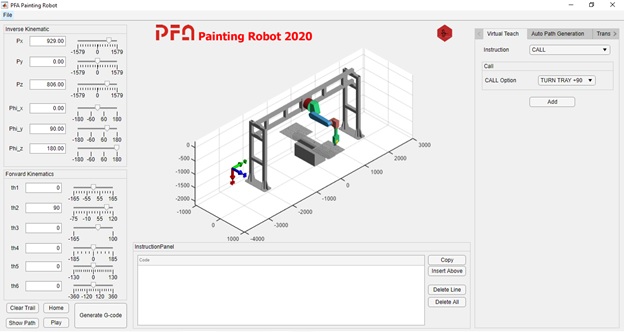 PFA Painting Robot
File
Inverse Kinematic
Px 929.00
-1579 0 1579
Py 0.00
-1579 0 1579
Pz 806.00
-1579 0 1579
Phi_x 0.00
-180 -60 60 180
Phi_y 90.00
-180 -60 60 180
Phi_z 180.00
-180 -60 60 180
Forward Kinematics
th1 0
-165 -55 55 165
th2 90
-75 -10 55 120
th3 0
-165 100
th4 0
-185 0 185
th5 0
-130 0 130
th6 0
-360 -120 120 360
Clear Trail Home Generate G-code
Show Path Play
PFA Painting Robot 2020
0
-500
-1000
-1500
-2000
-1000
0
1000
-4000
-3000
-2000
-1000
0
1000
2000
3000
InstructionPanel
Code
Copy
Insert Above
Delete Line
Delete All
Virtual Teach Auto Path Generation Trans
Instruction CALL
Call
CALL Option TURN TRAY +90
Add